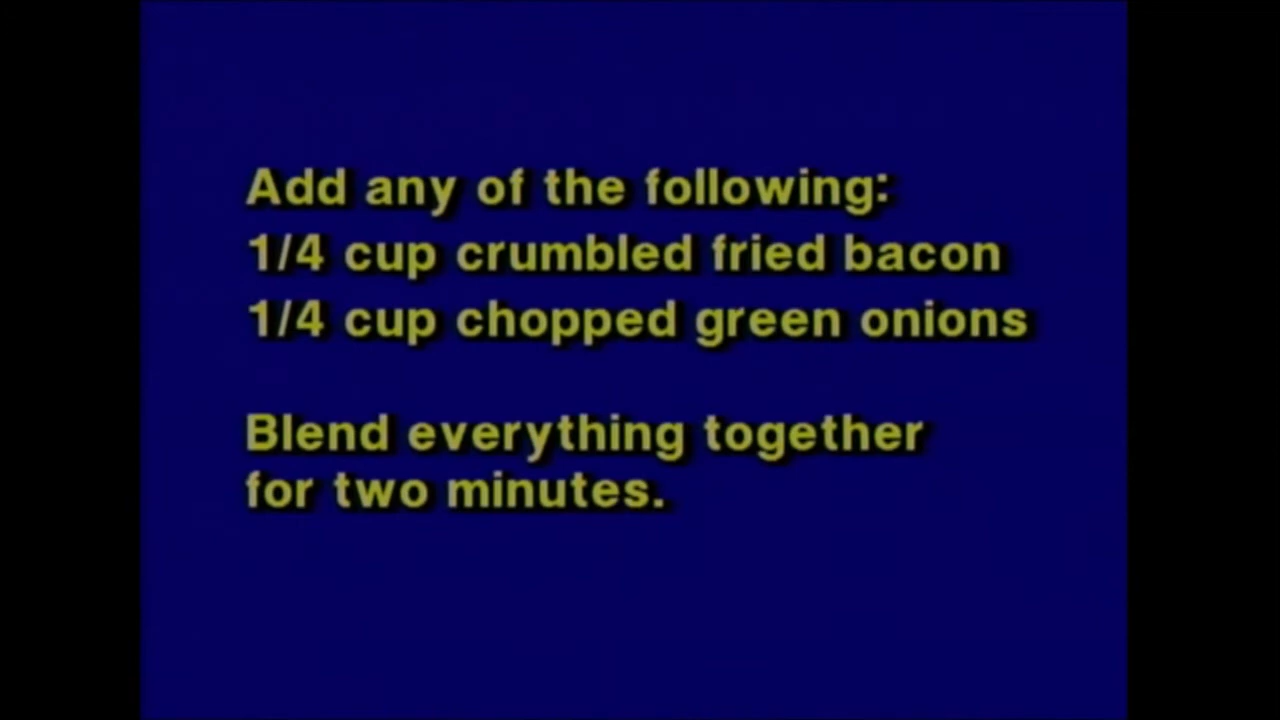 Add any of the following:
1/4 cup crumbled fried bacon
1/4 cup chopped green onions
Blend everything together
for two minutes.